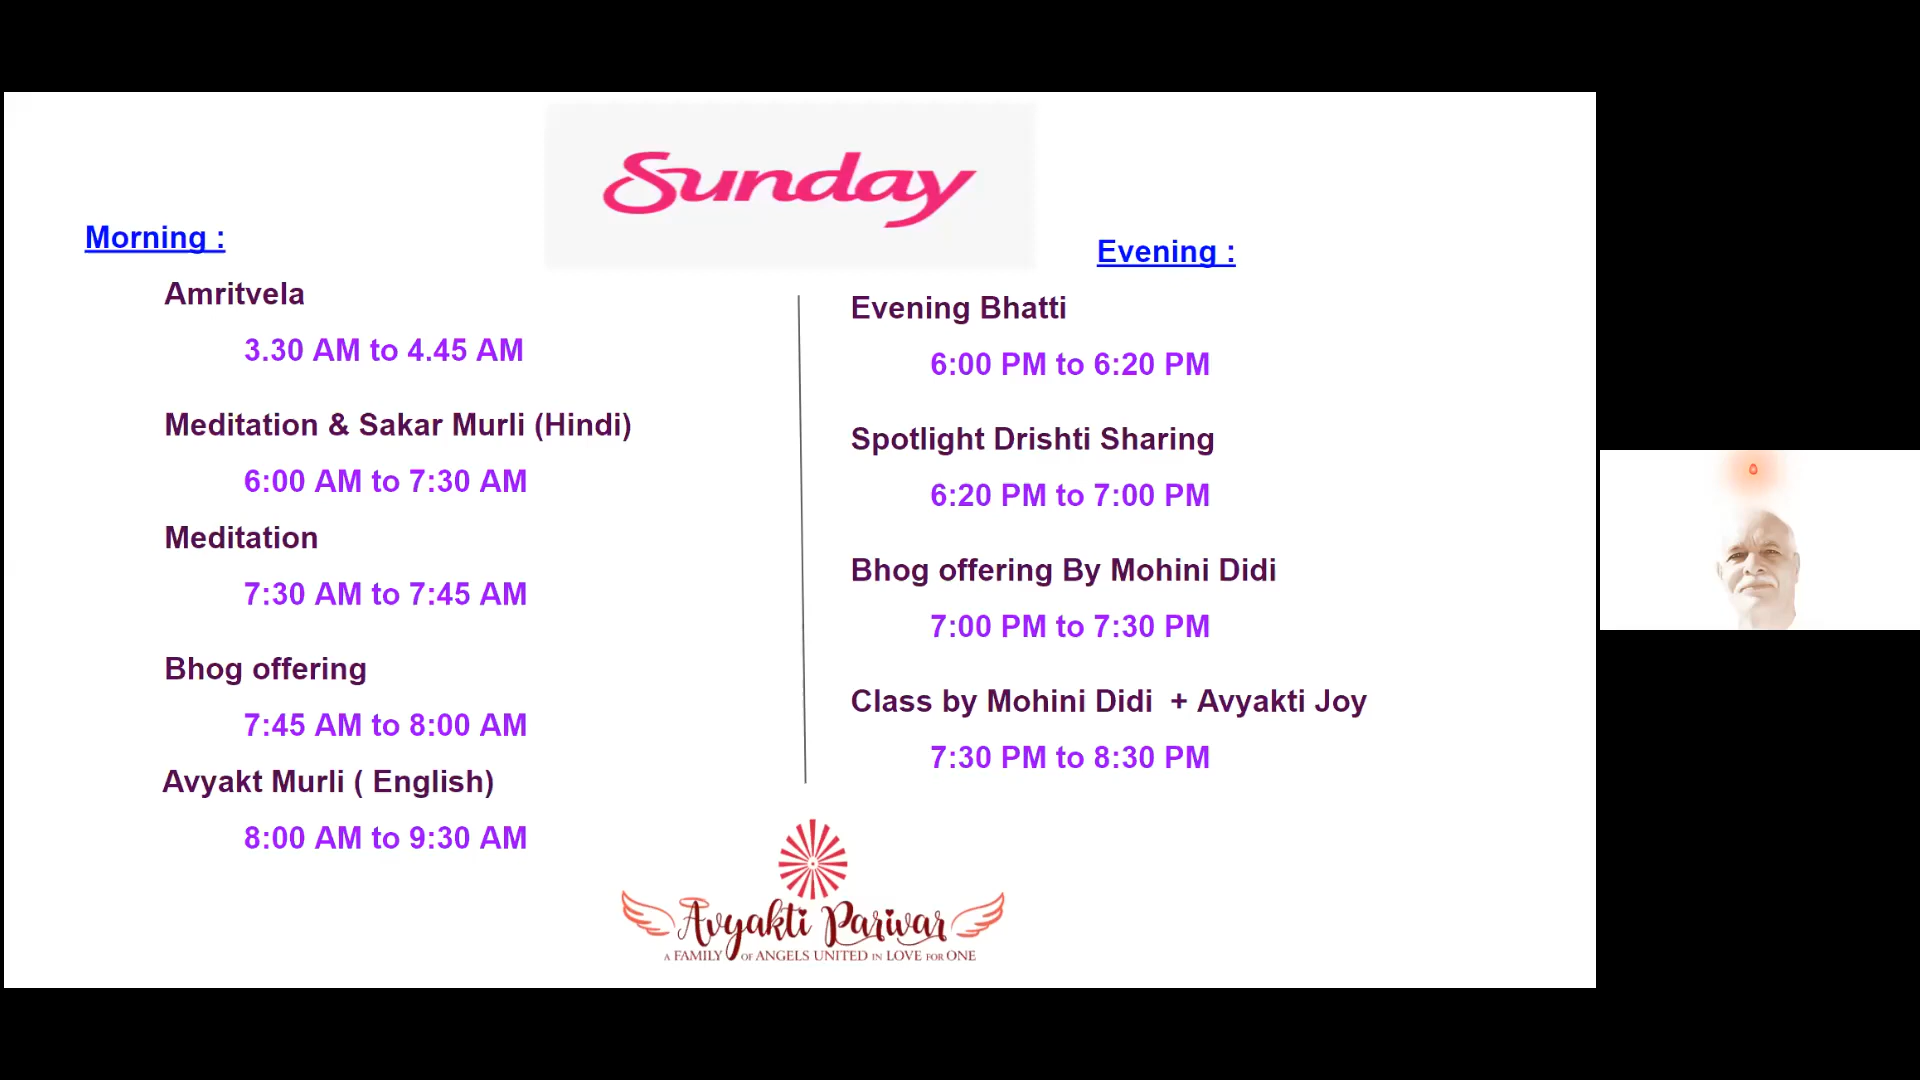 Sunday
Morning :
Amritvela
3.30 AM to 4.45 AM
Meditation & Sakar Murli (Hindi)
6:00 AM to 7:30 AM
Meditation
7:30 AM to 7:45 AM
Bhog offering
7:45 AM to 8:00 AM
Avyakt Murli ( English)
8:00 AM to 9:30 AM
Evening :
Evening Bhatti
6:00 PM to 6:20 PM
Spotlight Drishti Sharing
6:20 PM to 7:00 PM
Bhog offering By Mohini Didi
7:00 PM to 7:30 PM
Class by Mohini Didi  + Avyakti Joy
7:30 PM to 8:30 PM
Avyakti Parivar
A FAMILY OF ANGELS UNITED IN LOVE FOR ONE